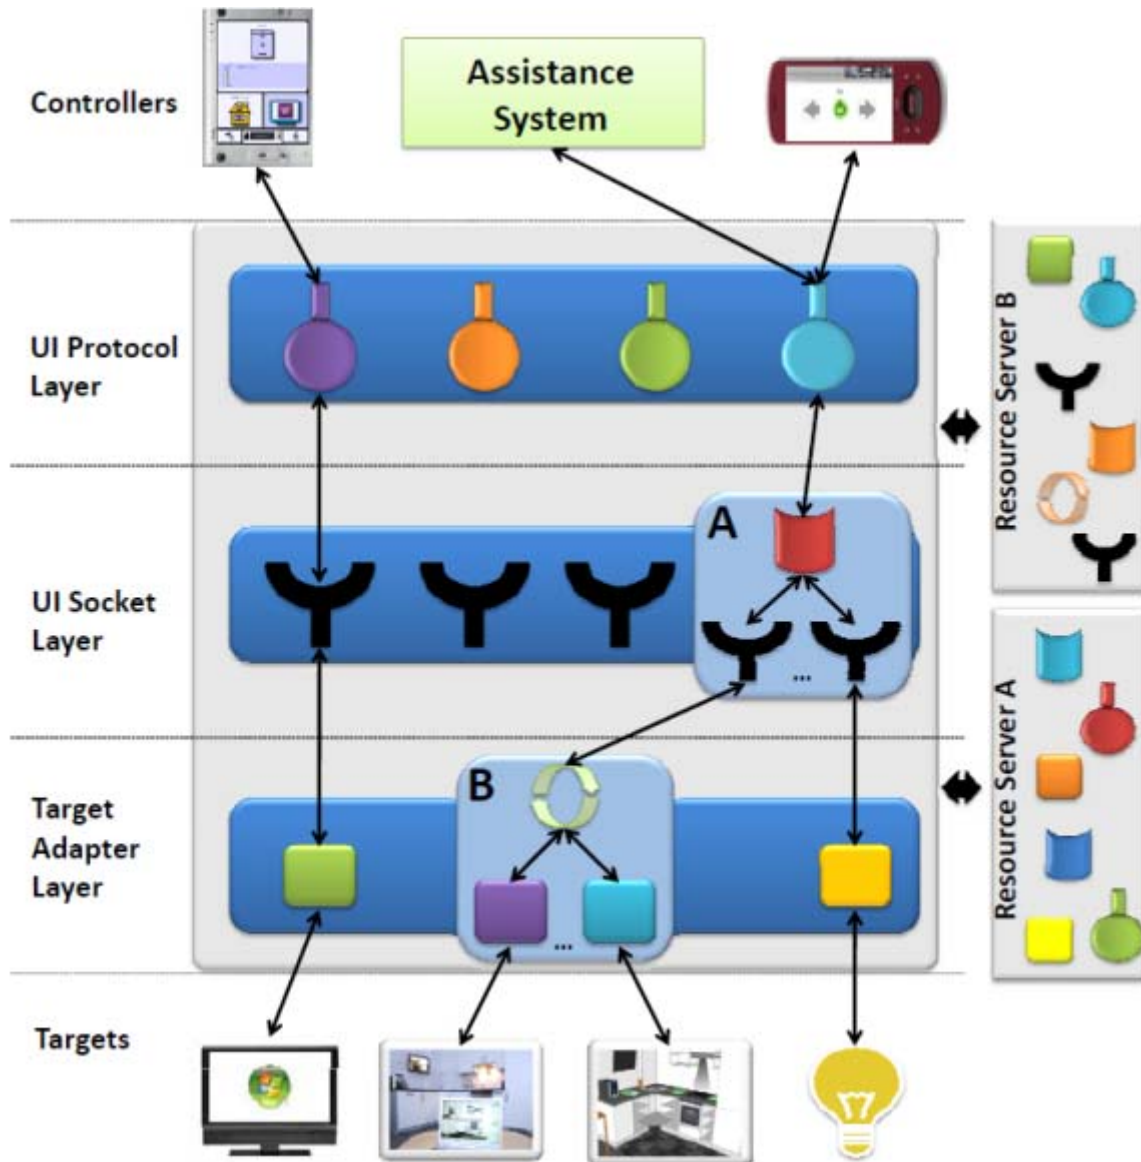 Controllers
Assistance
System
UI Protocol
Layer
Resource Server B
A
UI Socket
Layer
...
Resource Server A
B
Target
Adapter
Layer
...
Targets